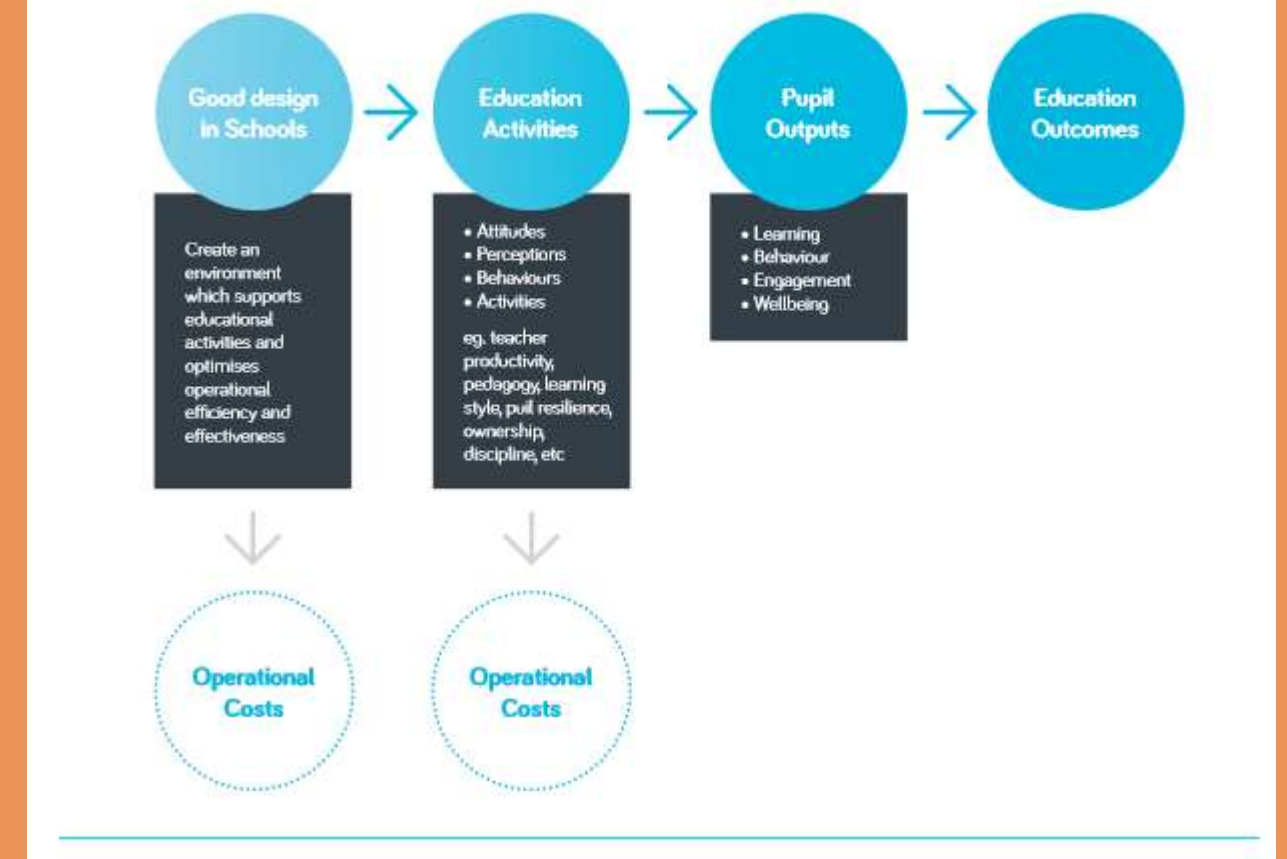 Good design
in Schools
Education
Activities
Pupil
Outputs
Education
Outcomes
Create an
environment
which supports
educational
activities and
optimises
operational
efficiency and
effectiveness
• Attitudes
• Perceptions
• Behaviours
• Activities
eg. teacher
productivity,
pedagogy, learning
style, puil resilience,
ownership,
discipline, etc
• Learning
• Behaviour
• Engagement
• Wellbeing
Operational
Costs
Operational
Costs